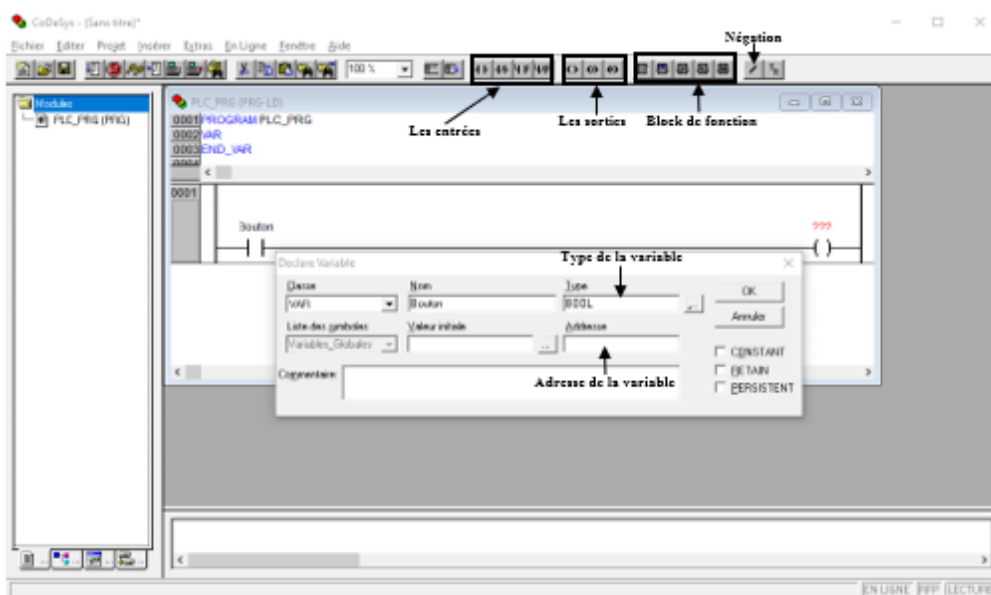 CoDeSys - (Sans titre)*
Fichier Editer Projet Insérer Extras En Ligne Fenêtre Aide
Négation
100 %
Modules
PLC_PRG (PRG)
PLC_PRG (PRG-LD)
0001 PROGRAM PLC_PRG
0002 VAR
0003 END_VAR
0004
Les entrées
Les sorties
Block de fonction
0001
Bouton
???
Type de la variable
Declare Variable
Classe
Nom
Type
VAR
Bouton
BOOL
...
OK
Annuler
Liste des symboles
Valeur initiale
Addresse
Variables_Globales
...
CONSTANT
RETAIN
PERSISTENT
Commentaire:
Adresse de la variable
EN LIGNE RFP LECTURE